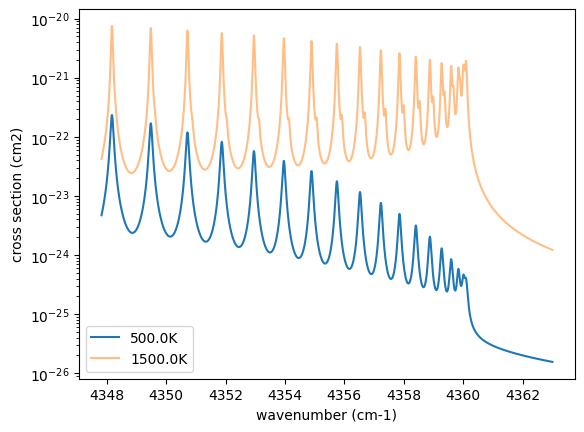 10⁻²⁰
10⁻²¹
10⁻²²
10⁻²³
10⁻²⁴
10⁻²⁵
10⁻²⁶
cross section (cm2)
500.0K
1500.0K
4348 4350 4352 4354 4356 4358 4360 4362
wavenumber (cm-1)